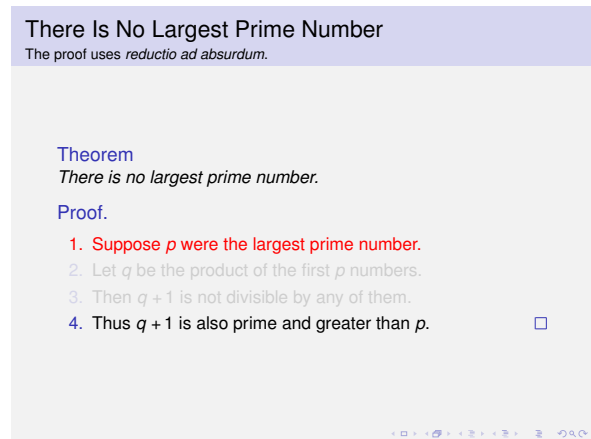 There Is No Largest Prime Number
The proof uses reductio ad absurdum.
Theorem
There is no largest prime number.
Proof.
1. Suppose p were the largest prime number.
2. Let q be the product of the first p numbers.
3. Then q + 1 is not divisible by any of them.
4. Thus q + 1 is also prime and greater than p.